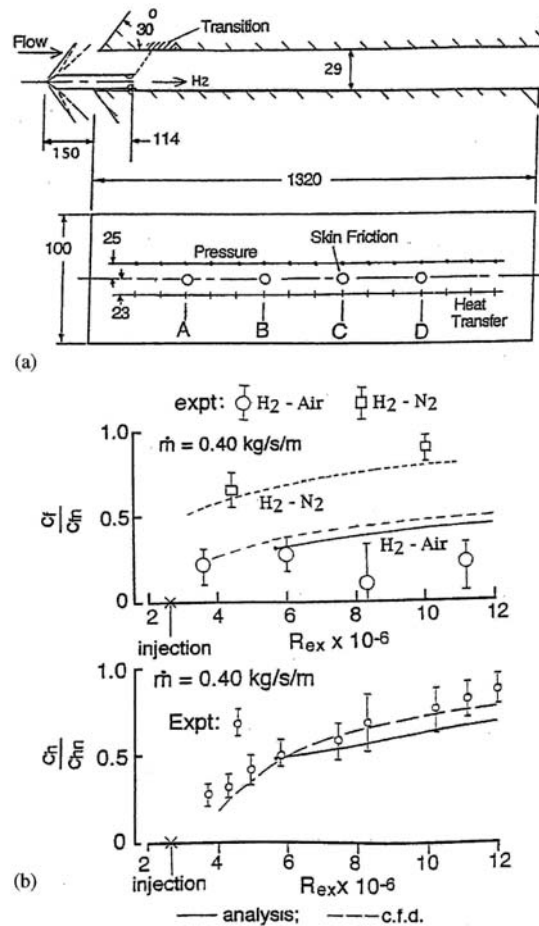 Flow
30°
Transition
H2
29
150
114
1320
100
25
Pressure
Skin Friction
23
A
B
C
D
Heat
Transfer
(a)
expt: H2 - Air H2 - N2
1.0
ṁ = 0.40 kg/s/m
cf/cfn
0.5
H2 - N2
H2 - Air
0
2 4 6 8 10 12
injection
Rex x 10-6
1.0
ṁ = 0.40 kg/s/m
Expt:
ch/chn
0.5
0
2 4 6 8 10 12
injection
Rex x 10-6
(b)
analysis; c.f.d.